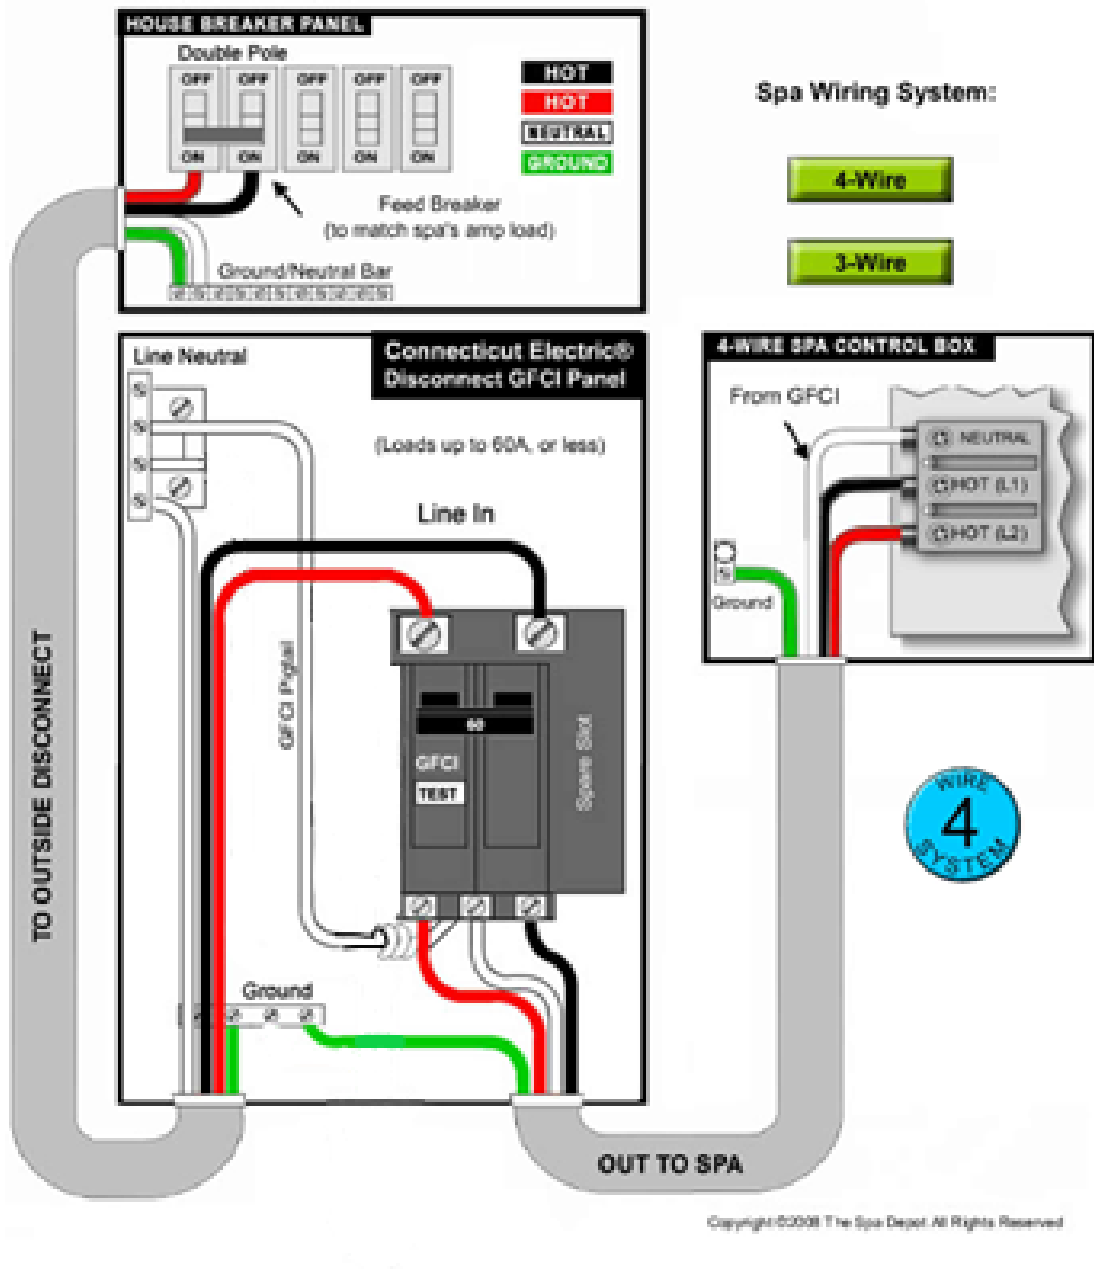 HOUSE BREAKER PANEL
Double Pole
OFF OFF OFF OFF OFF
ON ON ON ON ON
HOT
HOT
NEUTRAL
GROUND
Feed Breaker
(to match spa's amp load)
Ground/Neutral Bar
Spa Wiring System:
4-Wire
3-Wire
Line Neutral
Connecticut Electric®
Disconnect GFCI Panel
(Loads up to 60A, or less)
Line In
GFCI Pigtail
60
GFCI
TEST
Spare Slot
Ground
TO OUTSIDE DISCONNECT
4-WIRE SPA CONTROL BOX
From GFCI
NEUTRAL
HOT (L1)
HOT (L2)
Ground
WIRE
4
SYSTEM
OUT TO SPA
Copyright ©2008 The Spa Depot All Rights Reserved